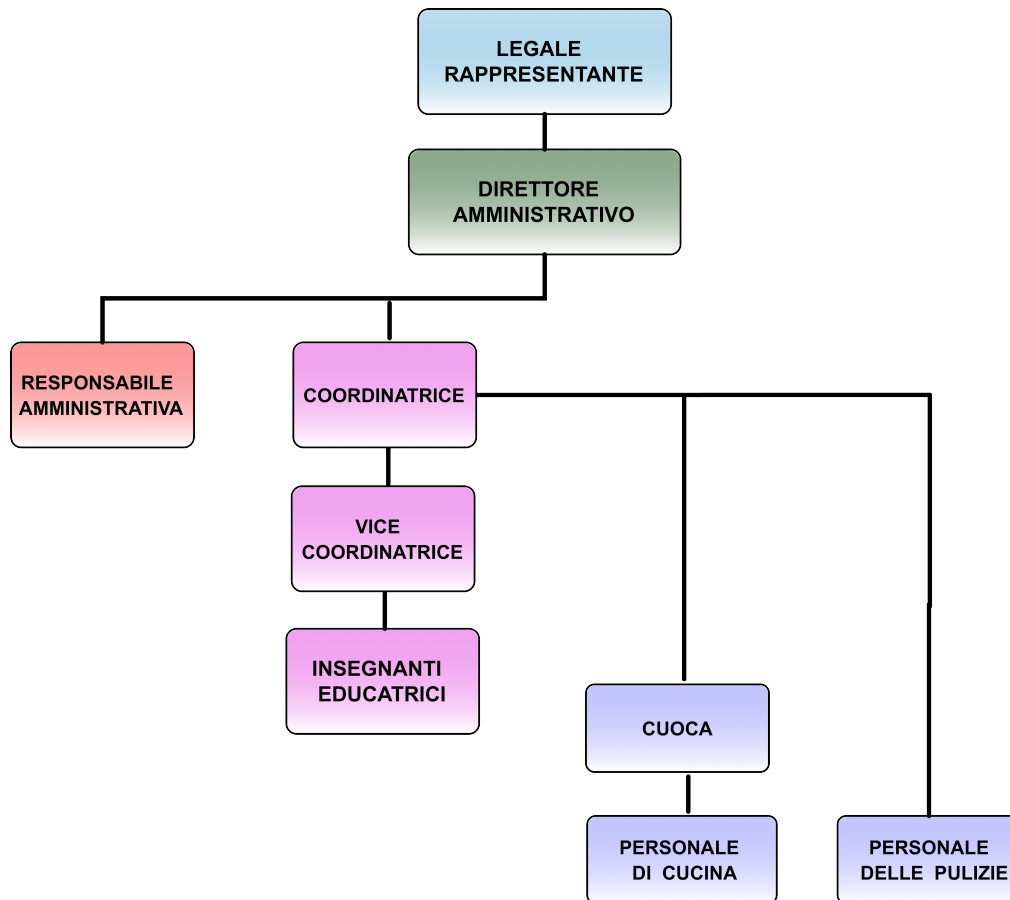 LEGALE
RAPPRESENTANTE
DIRETTORE
AMMINISTRATIVO
RESPONSABILE
AMMINISTRATIVA
COORDINATRICE
VICE
COORDINATRICE
INSEGNANTI
EDUCATRICI
CUOCA
PERSONALE
DI CUCINA
PERSONALE
DELLE PULIZIE